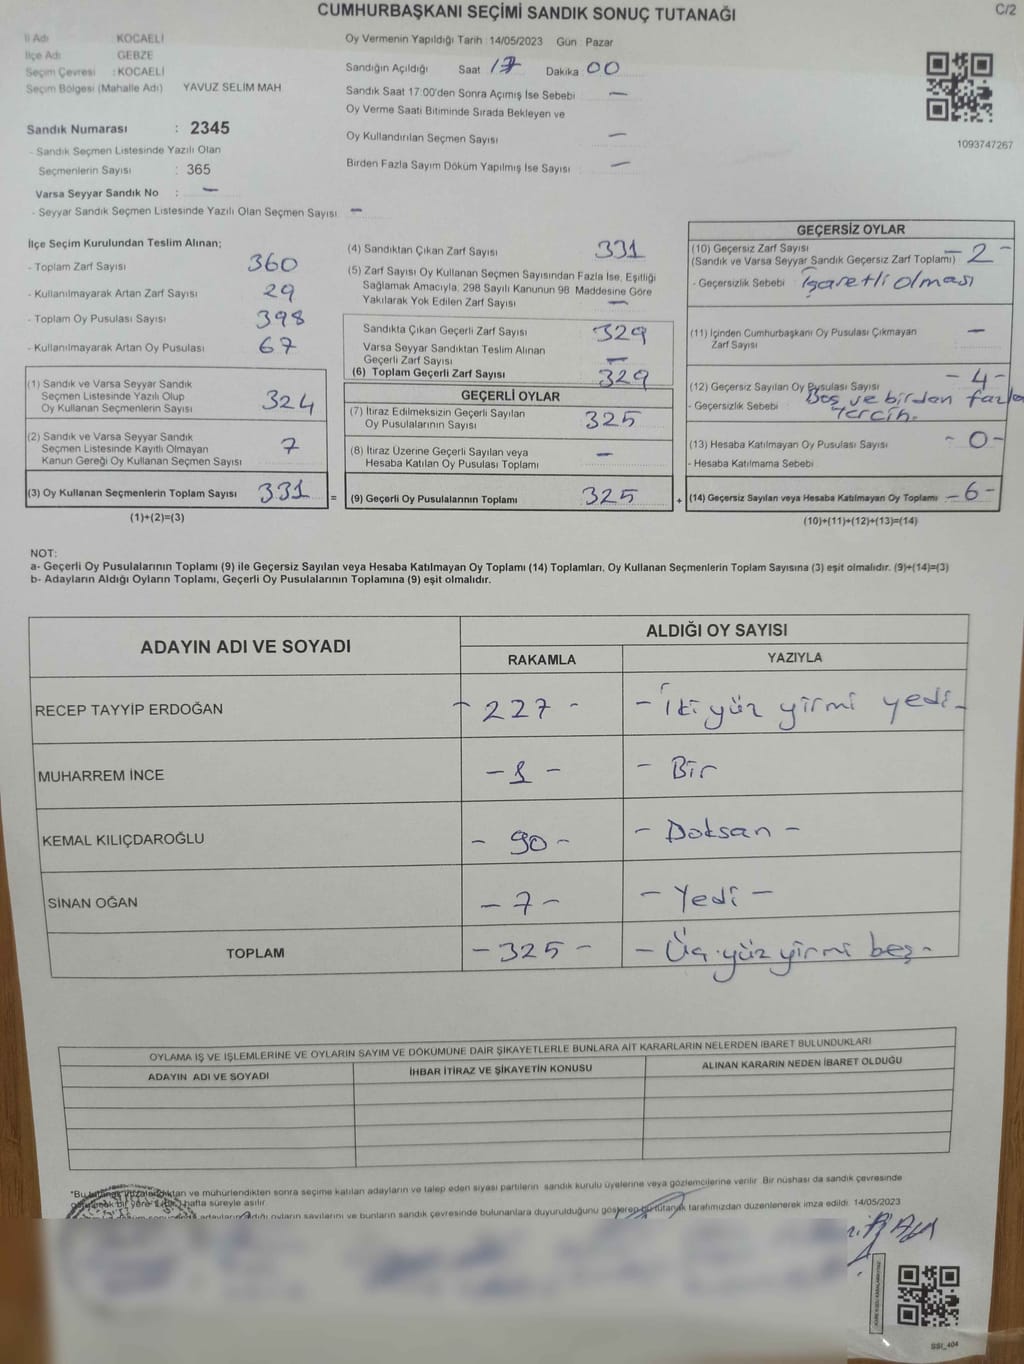 CUMHURBAŞKANI SEÇİMİ SANDIK SONUÇ TUTANAĞI
C/2
İl Adı KOCAELİ
İlçe Adı GEBZE
Seçim Çevresi : KOCAELİ
Seçim Bölgesi (Mahalle Adı) YAVUZ SELİM MAH
Sandık Numarası : 2345
- Sandık Seçmen Listesinde Yazılı Olan
Seçmenlerin Sayısı : 365
Varsa Seyyar Sandık No : —
- Seyyar Sandık Seçmen Listesinde Yazılı Olan Seçmen Sayısı —
Oy Vermenin Yapıldığı Tarih : 14/05/2023 Gün Pazar
Sandığın Açıldığı Saat 17 Dakika 00
Sandık Saat 17:00'den Sonra Açımış İse Sebebi —
Oy Verme Saati Bitiminde Sırada Bekleyen ve
Oy Kullandırılan Seçmen Sayısı —
Birden Fazla Sayım Döküm Yapılmış İse Sayısı —
1093747267
İlçe Seçim Kurulundan Teslim Alınan;
- Toplam Zarf Sayısı 360
- Kullanılmayarak Artan Zarf Sayısı 29
- Toplam Oy Pusulası Sayısı 398
- Kullanılmayarak Artan Oy Pusulası 67
(1) Sandık ve Varsa Seyyar Sandık
Seçmen Listesinde Yazılı Olup
Oy Kullanan Seçmenlerin Sayısı 324
(2) Sandık ve Varsa Seyyar Sandık
Seçmen Listesinde Kayıtlı Olmayan
Kanun Gereği Oy Kullanan Seçmen Sayısı 7
(3) Oy Kullanan Seçmenlerin Toplam Sayısı 331 =
(1)+(2)=(3)
(4) Sandıktan Çıkan Zarf Sayısı 331
(5) Zarf Sayısı Oy Kullanan Seçmen Sayısından Fazla İse, Eşitliği
Sağlamak Amacıyla, 298 Sayılı Kanunun 98 Maddesine Göre
Yakılarak Yok Edilen Zarf Sayısı —
Sandıkta Çıkan Geçerli Zarf Sayısı 329
Varsa Seyyar Sandıktan Teslim Alınan
Geçerli Zarf Sayısı —
(6) Toplam Geçerli Zarf Sayısı 329
GEÇERLİ OYLAR
(7) İtiraz Edilmeksizin Geçerli Sayılan
Oy Pusulalarının Sayısı 325
(8) İtiraz Üzerine Geçerli Sayılan veya
Hesaba Katılan Oy Pusulası Toplamı —
(9) Geçerli Oy Pusulalarının Toplamı 325 +
GEÇERSİZ OYLAR
(10) Geçersiz Zarf Sayısı
(Sandık ve Varsa Seyyar Sandık Geçersiz Zarf Toplamı) - 2 -
- Geçersizlik Sebebi İşaretli olması
(11) İçinden Cumhurbaşkanı Oy Pusulası Çıkmayan
Zarf Sayısı —
(12) Geçersiz Sayılan Oy Pusulası Sayısı - 4 -
- Geçersizlik Sebebi Boş ve birden fazla
tercih.
(13) Hesaba Katılmayan Oy Pusulası Sayısı - 0 -
- Hesaba Katılmama Sebebi
(14) Geçersiz Sayılan veya Hesaba Katılmayan Oy Toplamı - 6 -
(10)+(11)+(12)+(13)=(14)
NOT:
a- Geçerli Oy Pusulalarının Toplamı (9) ile Geçersiz Sayılan veya Hesaba Katılmayan Oy Toplamı (14) Toplamları, Oy Kullanan Seçmenlerin Toplam Sayısına (3) eşit olmalıdır. (9)+(14)=(3)
b- Adayların Aldığı Oyların Toplamı, Geçerli Oy Pusulalarının Toplamına (9) eşit olmalıdır.
ADAYIN ADI VE SOYADI
ALDIĞI OY SAYISI
RAKAMLA YAZIYLA
RECEP TAYYİP ERDOĞAN - 227 - - İki yüz yirmi yedi -
MUHARREM İNCE - 1 - - Bir
KEMAL KILIÇDAROĞLU - 90 - - Doksan -
SİNAN OĞAN - 7 - - Yedi -
TOPLAM - 325 - - Üç yüz yirmi beş -
OYLAMA İŞ VE İŞLEMLERİNE VE OYLARIN SAYIM VE DÖKÜMÜNE DAİR ŞİKAYETLERLE BUNLARA AİT KARARLARIN NELERDEN İBARET BULUNDUKLARI
ADAYIN ADI VE SOYADI İHBAR İTİRAZ VE ŞİKAYETİN KONUSU ALINAN KARARIN NEDEN İBARET OLDUĞU
*Bu tutanak imzalandıktan ve mühürlendikten sonra seçime katılan adayların ve talep eden siyasi partilerin sandık kurulu üyelerine veya gözlemcilerine verilir. Bir nüshası da sandık çevresinde
bir yere hafta süreyle asılır.
oyların sayılarını ve bunların sandık çevresinde bulunanlara duyurulduğunu gösteren bu tutanak tarafımızdan düzenlenerek imza edildi. 14/05/2023
SSI_404